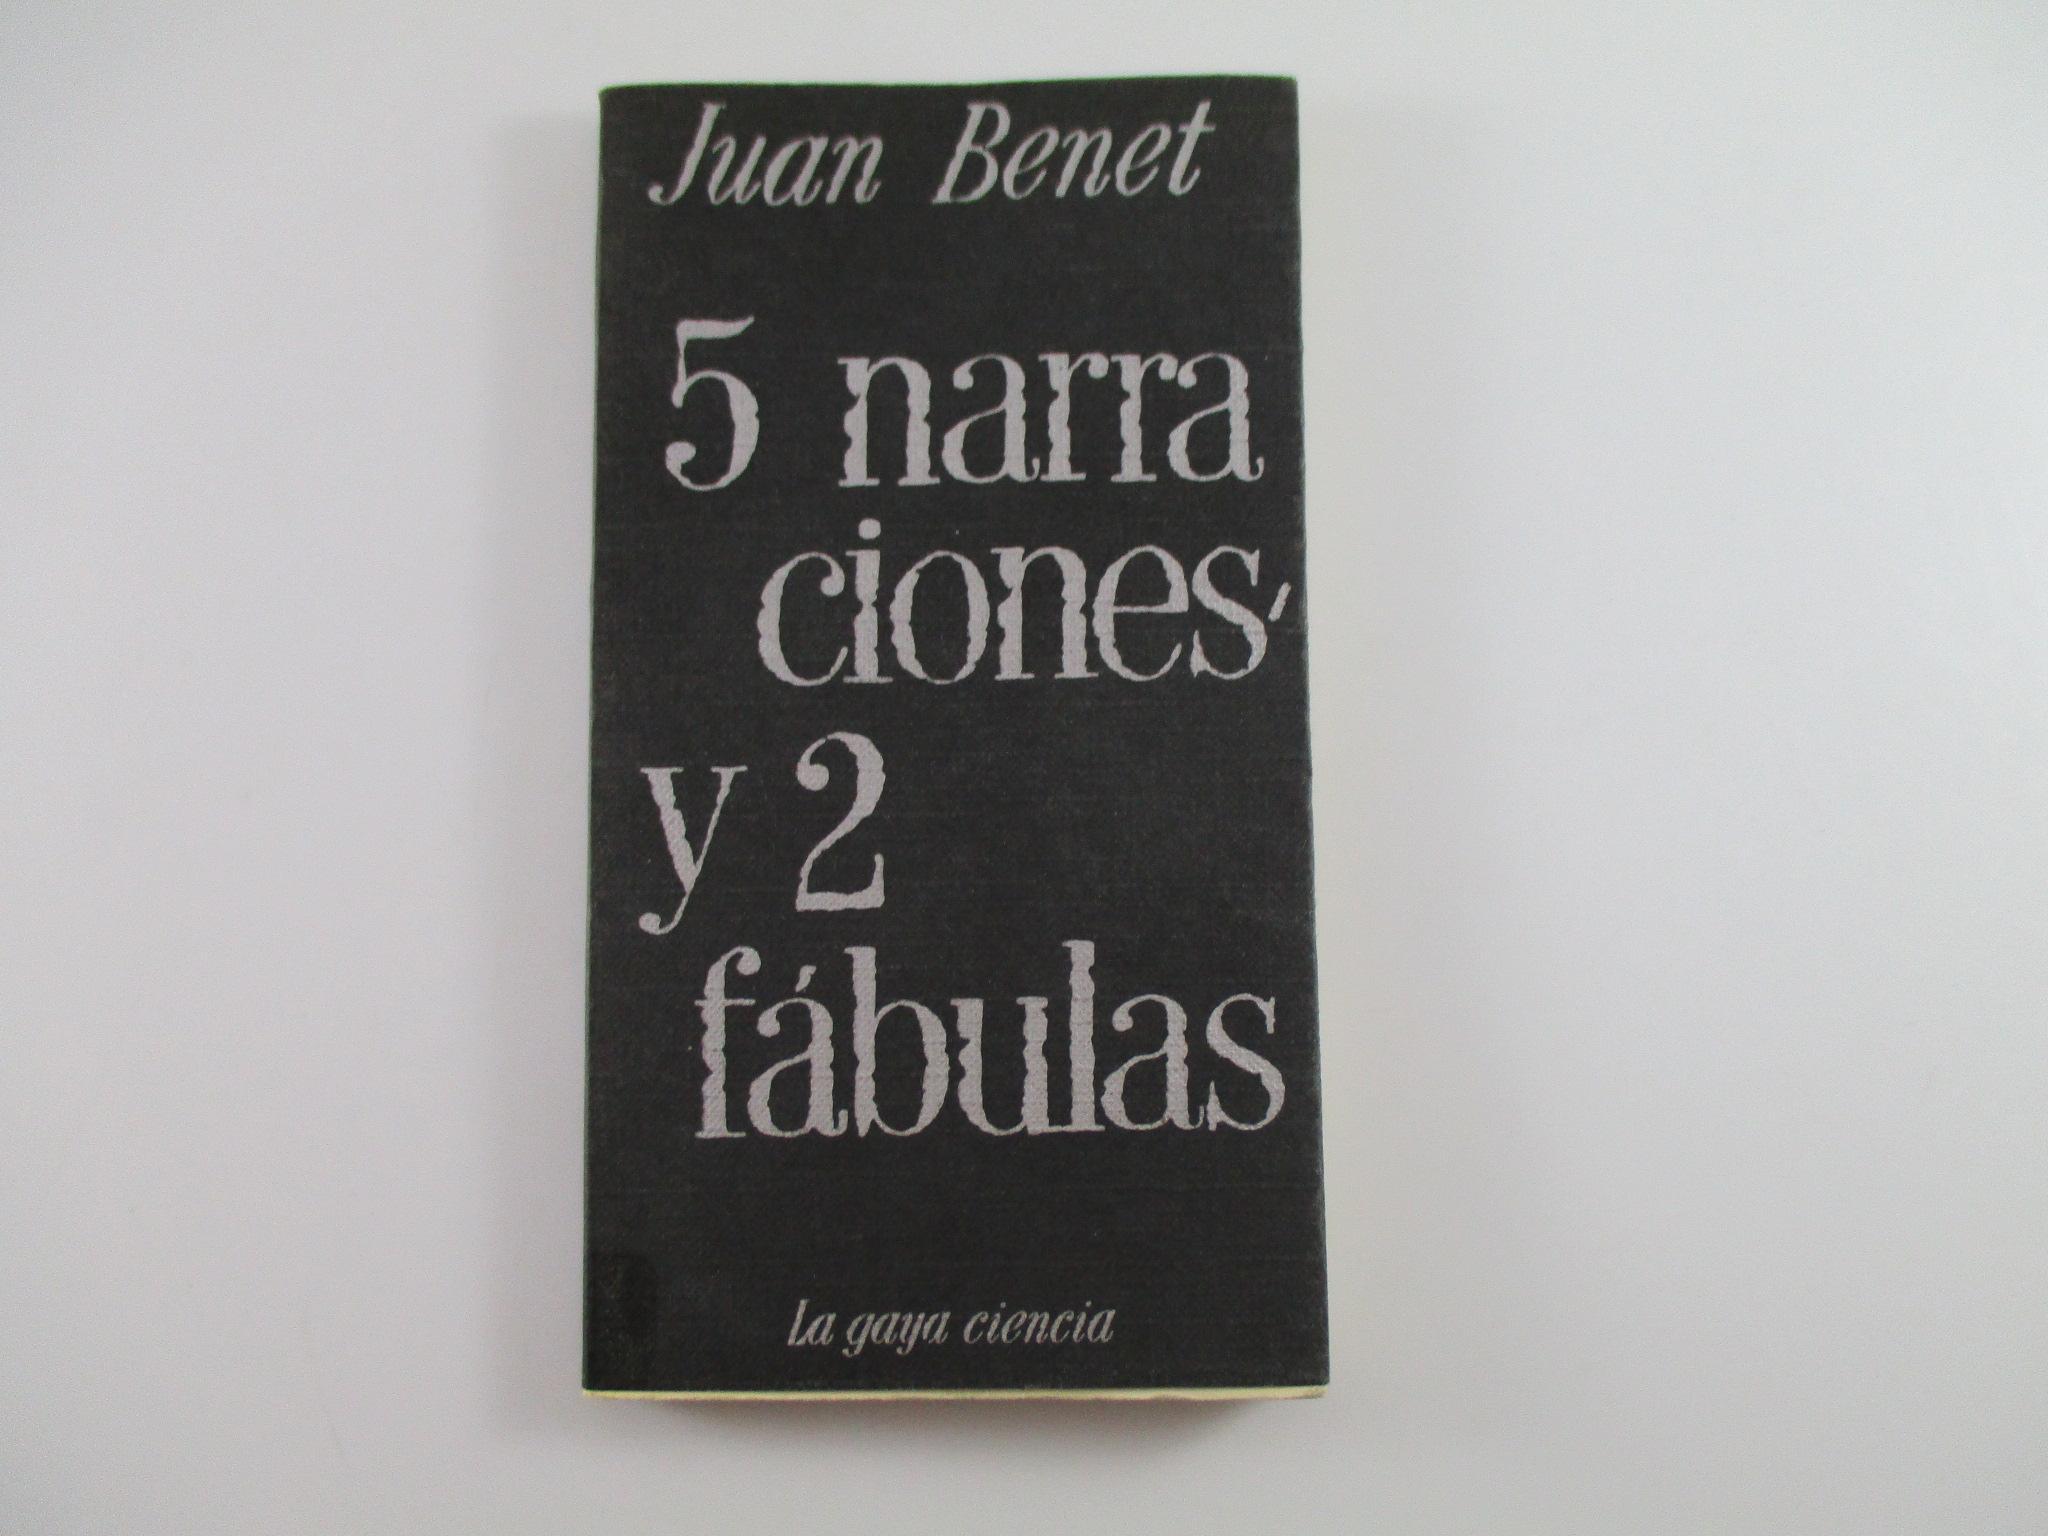 Juan Benet
5 narra
ciones
y 2
fábulas
La gaya ciencia